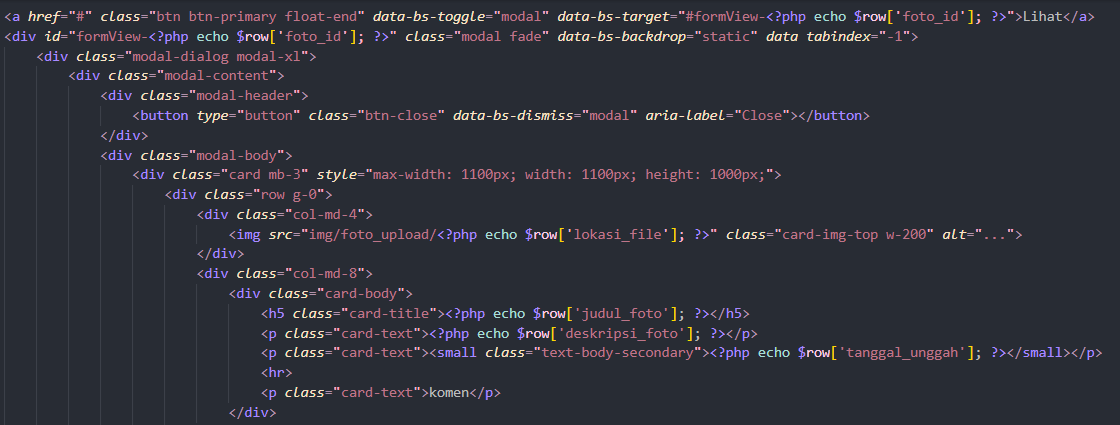 <a href="#" class="btn btn-primary float-end" data-bs-toggle="modal" data-bs-target="#formView-<?php echo $row['foto_id']; ?>">Lihat</a>
<div id="formView-<?php echo $row['foto_id']; ?>" class="modal fade" data-bs-backdrop="static" data tabindex="-1">
<div class="modal-dialog modal-xl">
<div class="modal-content">
<div class="modal-header">
<button type="button" class="btn-close" data-bs-dismiss="modal" aria-label="Close"></button>
</div>
<div class="modal-body">
<div class="card mb-3" style="max-width: 1100px; width: 1100px; height: 1000px;">
<div class="row g-0">
<div class="col-md-4">
<img src="img/foto_upload/<?php echo $row['lokasi_file']; ?>" class="card-img-top w-200" alt="...">
</div>
<div class="col-md-8">
<div class="card-body">
<h5 class="card-title"><?php echo $row['judul_foto']; ?></h5>
<p class="card-text"><?php echo $row['deskripsi_foto']; ?></p>
<p class="card-text"><small class="text-body-secondary"><?php echo $row['tanggal_unggah']; ?></small></p>
<hr>
<p class="card-text">komen</p>
</div>